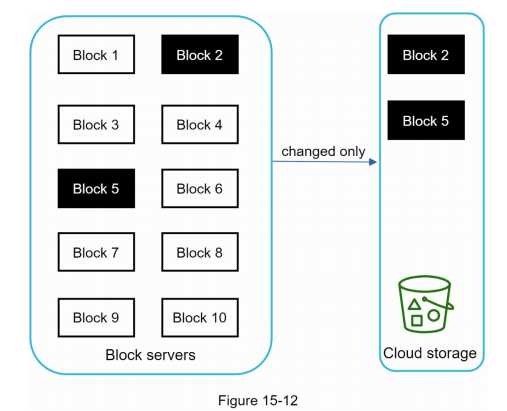 Block 1
Block 2
Block 3
Block 4
Block 5
Block 6
Block 7
Block 8
Block 9
Block 10
Block servers
changed only
Block 2
Block 5
Cloud storage
Figure 15-12